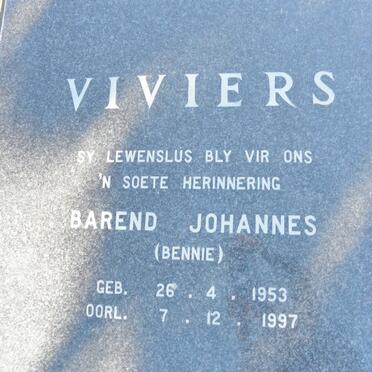 VIVIERS
SY LEWENSLUS BLY VIR ONS
'N SOETE HERINNERING
BAREND JOHANNES
(BENNIE)
GEB. 26 . 4 . 1953
OORL. 7 . 12 . 1997